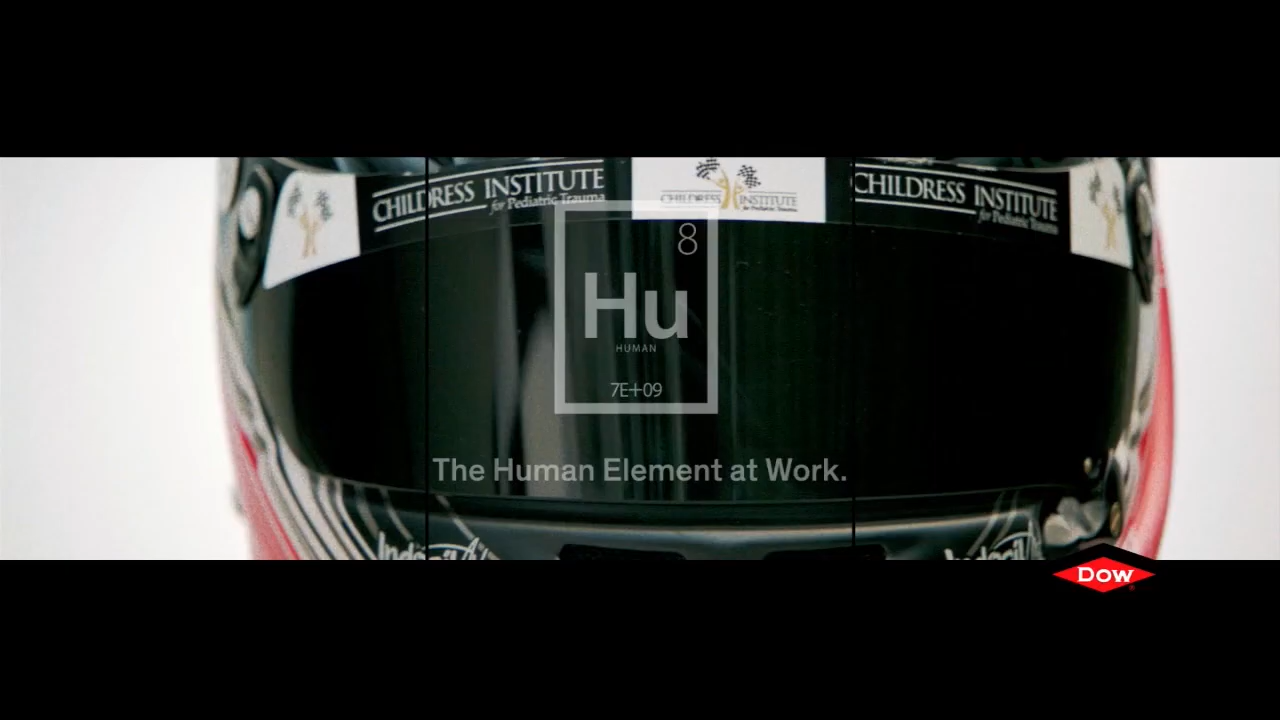 CHILDRESS INSTITUTE
for Pediatric Trauma
CHILDRESS INSTITUTE
for Pediatric Trauma
CHILDRESS INSTITUTE
for Pediatric Trauma
8
Hu
HUMAN
7E+09
The Human Element at Work.
DOW